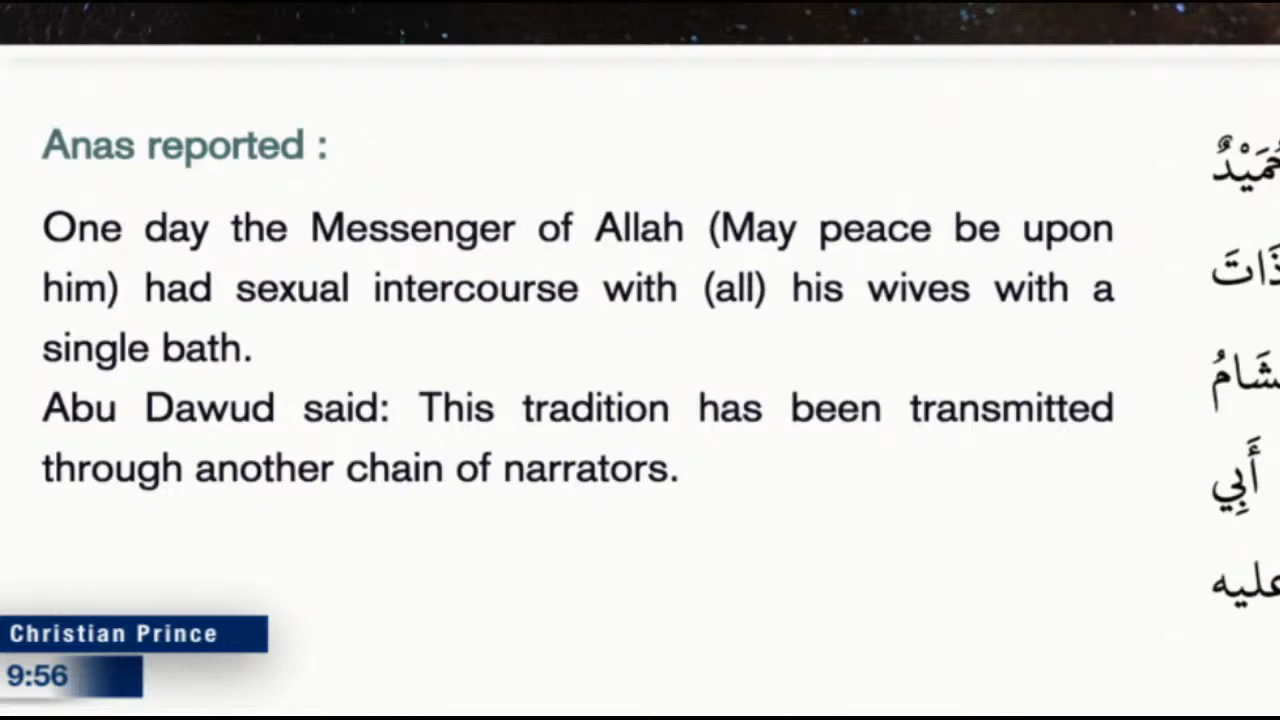 Anas reported :
One day the Messenger of Allah (May peace be upon
him) had sexual intercourse with (all) his wives with a
single bath.
Abu Dawud said: This tradition has been transmitted
through another chain of narrators.
أَبِي
Christian Prince
9:56